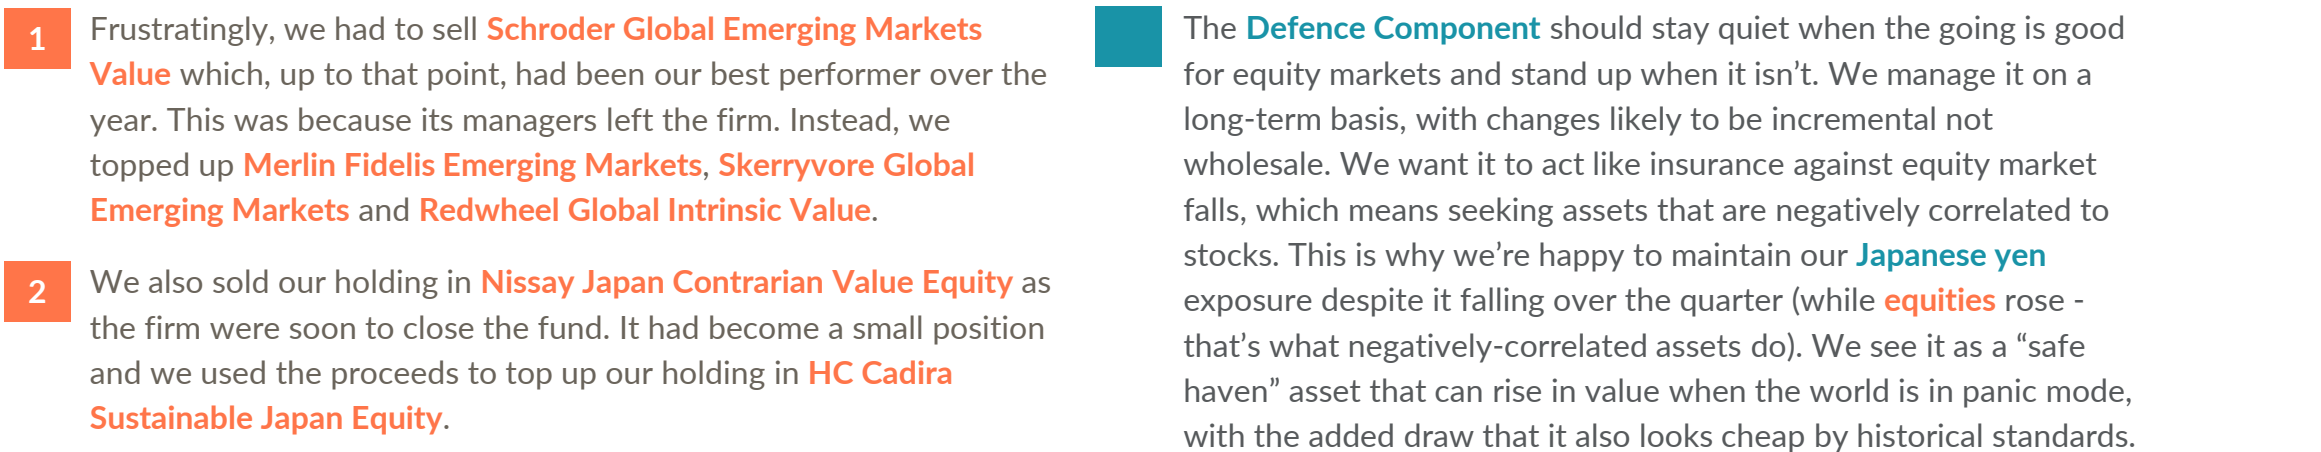 1
Frustratingly, we had to sell Schroder Global Emerging Markets
Value which, up to that point, had been our best performer over the
year. This was because its managers left the firm. Instead, we
topped up Merlin Fidelis Emerging Markets, Skerryvore Global
Emerging Markets and Redwheel Global Intrinsic Value.
2
We also sold our holding in Nissay Japan Contrarian Value Equity as
the firm were soon to close the fund. It had become a small position
and we used the proceeds to top up our holding in HC Cadira
Sustainable Japan Equity.
The Defence Component should stay quiet when the going is good
for equity markets and stand up when it isn’t. We manage it on a
long-term basis, with changes likely to be incremental not
wholesale. We want it to act like insurance against equity market
falls, which means seeking assets that are negatively correlated to
stocks. This is why we’re happy to maintain our Japanese yen
exposure despite it falling over the quarter (while equities rose -
that’s what negatively-correlated assets do). We see it as a “safe
haven” asset that can rise in value when the world is in panic mode,
with the added draw that it also looks cheap by historical standards.